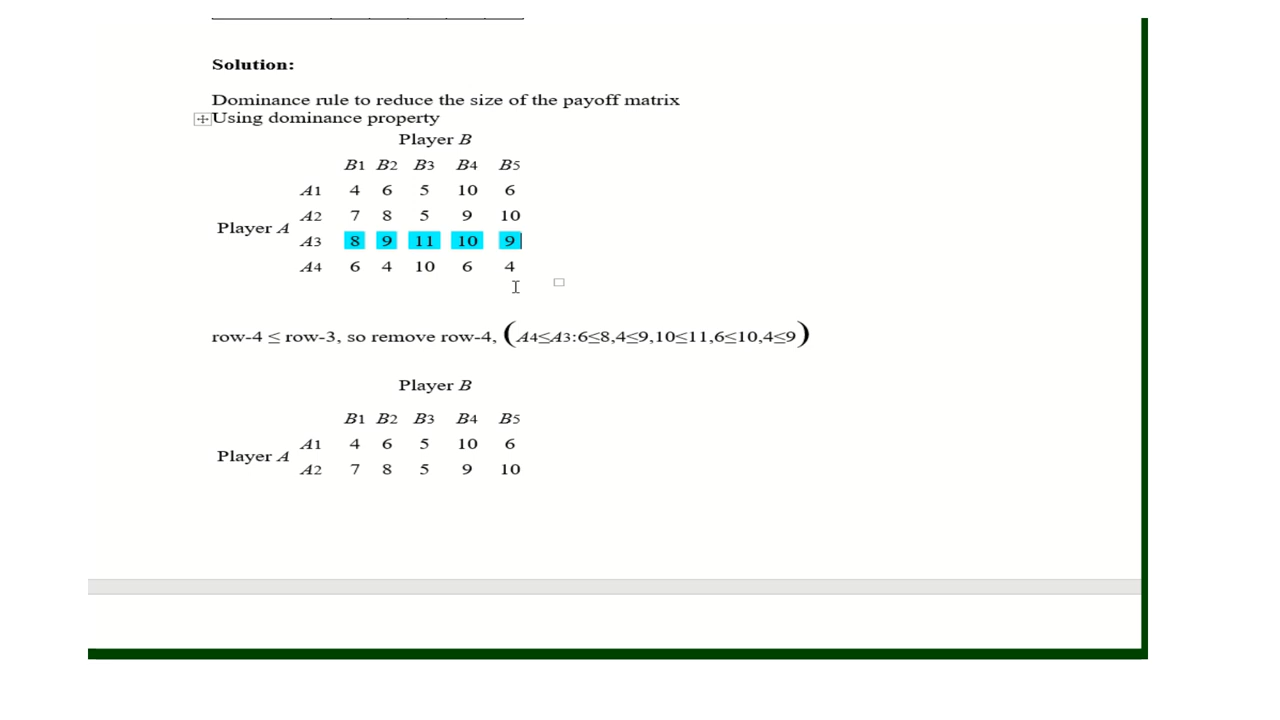 Solution:
Dominance rule to reduce the size of the payoff matrix
Using dominance property
Player B
B1 B2 B3 B4 B5
A1 4 6 5 10 6
A2 7 8 5 9 10
Player A
A3 8 9 11 10 9
A4 6 4 10 6 4
row-4 ≤ row-3, so remove row-4, (A4≤A3:6≤8,4≤9,10≤11,6≤10,4≤9)
Player B
B1 B2 B3 B4 B5
A1 4 6 5 10 6
Player A
A2 7 8 5 9 10